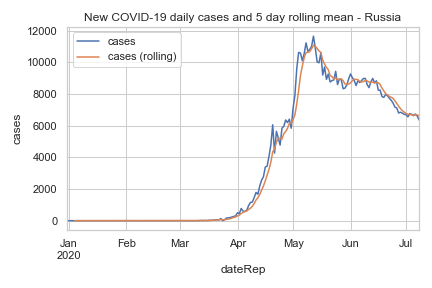 New COVID-19 daily cases and 5 day rolling mean - Russia
12000
10000
8000
6000
4000
2000
0
cases
cases
cases (rolling)
Jan Feb Mar Apr May Jun Jul
2020
dateRep